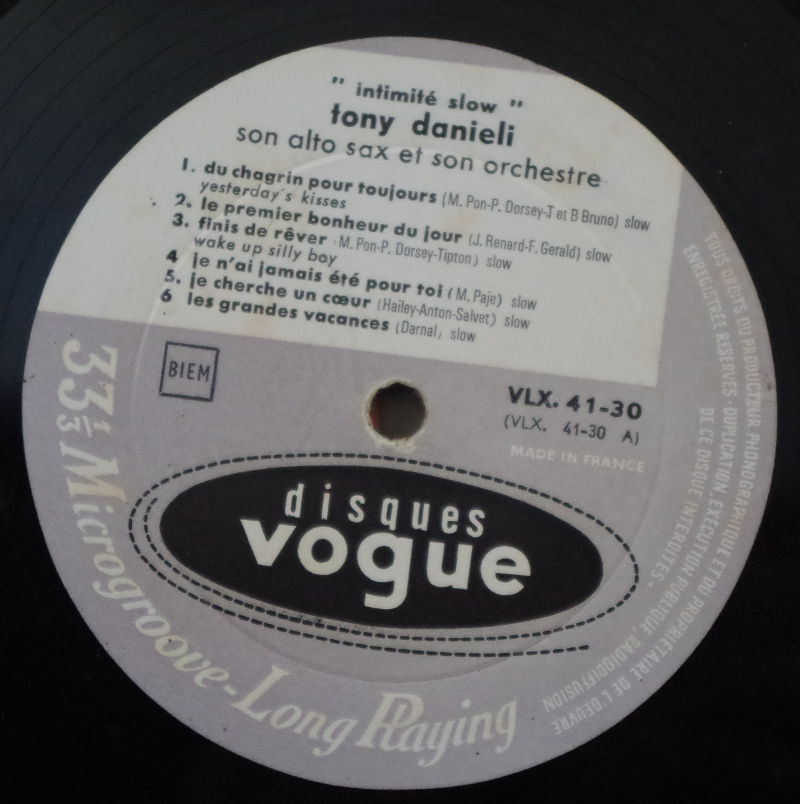 " intimité slow "
tony danieli
son alto sax et son orchestre
1. du chagrin pour toujours (M. Pon-P. Dorsey-T et B Bruno) slow
yesterday's kisses
2. le premier bonheur du jour (J. Renard-F. Gerald) slow
3. finis de rêver M. Pon-P. Dorsey-Tipton) slow
wake up silly boy
4 je n'ai jamais été pour toi (M. Paje) slow
5. je cherche un cœur (Hailey-Anton-Salvet) slow
6 les grandes vacances (Darnal) slow
BIEM
VLX. 41-30
(VLX. 41-30 A)
MADE IN FRANCE
disques
vogue
33 1/3 Microgroove-Long Playing
TOUS DROITS DU PRODUCTEUR PHONOGRAPHIQUE ET DU PROPRIÉTAIRE DE L'OEUVRE
ENREGISTRÉE RÉSERVÉS - DUPLICATION, EXÉCUTION PUBLIQUE, RADIODIFFUSION
DE CE DISQUE INTERDITES -